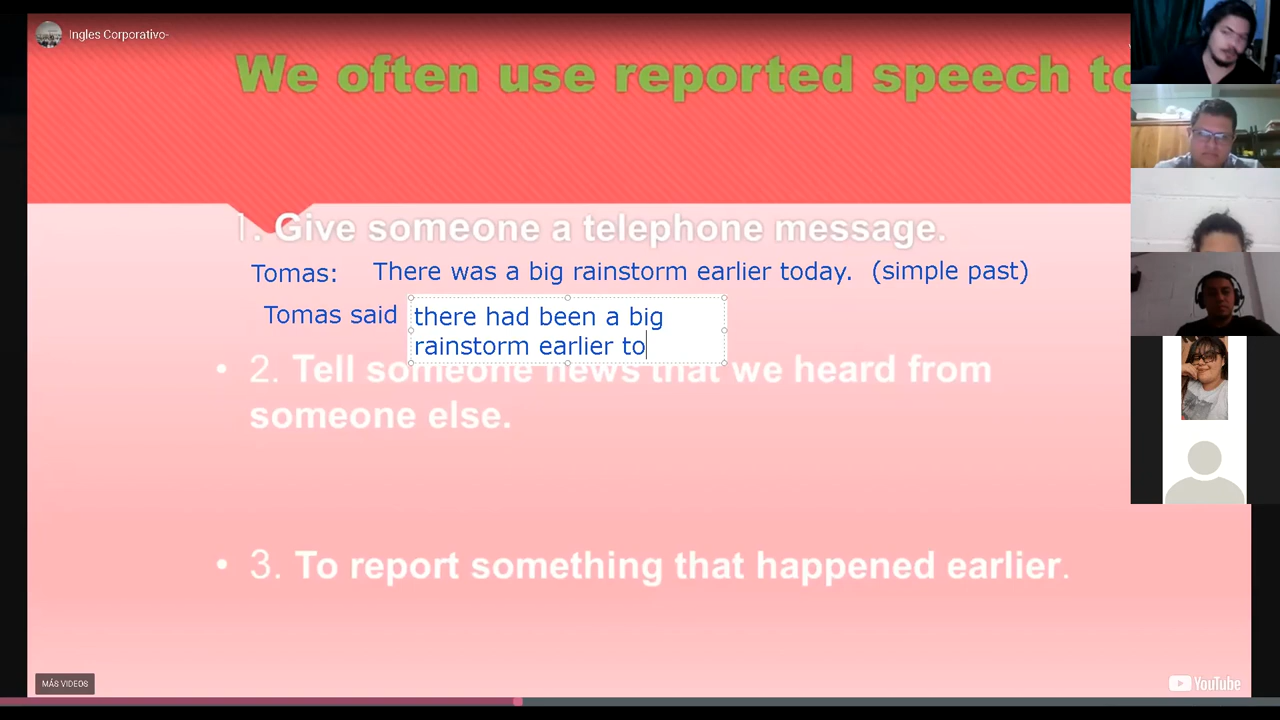 Ingles Corporativo-
We often use reported speech to
1. Give someone a telephone message.
Tomas: There was a big rainstorm earlier today. (simple past)
Tomas said there had been a big
rainstorm earlier to
• 2. Tell someone news that we heard from
someone else.
• 3. To report something that happened earlier.
MÁS VIDEOS
YouTube